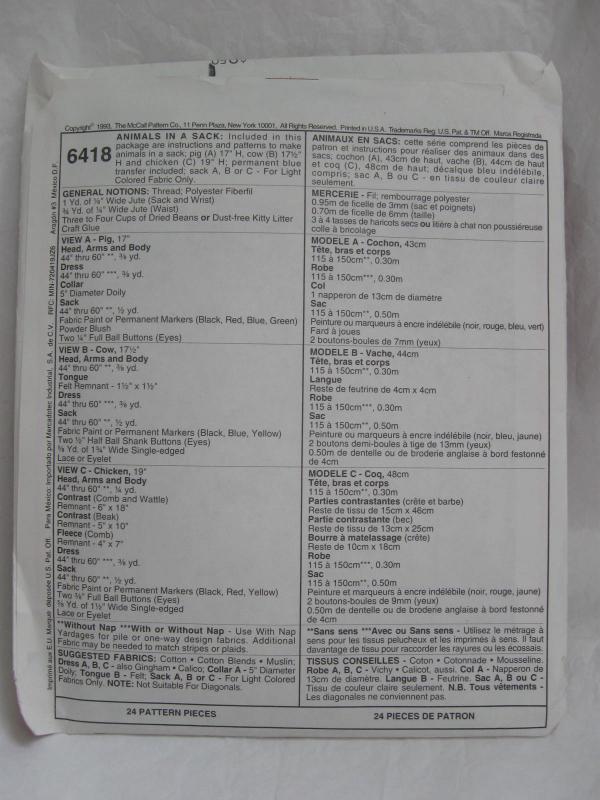 Copyright© 1993, The McCall Pattern Co., 11 Penn Plaza, New York 10001, All Rights Reserved. Printed in U.S.A. Trademarks Reg. U.S. Pat. & TM Off. Marca Registrada
6418
ANIMALS IN A SACK: Included in this
package are instructions and patterns to make
animals in a sack; pig (A) 17" H, cow (B) 17½"
H and chicken (C) 19" H; permanent blue
transfer included; sack A, B or C - For Light
Colored Fabric Only.
GENERAL NOTIONS: Thread; Polyester Fiberfil
1 Yd. of ⅛" Wide Jute (Sack and Wrist)
¾ Yd. of ¼" Wide Jute (Waist)
Three to Four Cups of Dried Beans or Dust-free Kitty Litter
Craft Glue
VIEW A - Pig, 17"
Head, Arms and Body
44" thru 60" **, ⅜ yd.
Dress
44" thru 60" ***, ⅜ yd.
Collar
5" Diameter Doily
Sack
44" thru 60" **, ½ yd.
Fabric Paint or Permanent Markers (Black, Red, Blue, Green)
Powder Blush
Two ¼" Full Ball Buttons (Eyes)
VIEW B - Cow, 17½"
Head, Arms and Body
44" thru 60" **, ⅜ yd.
Tongue
Felt Remnant - 1½" x 1½"
Dress
44" thru 60" ***, ⅜ yd.
Sack
44" thru 60" **, ½ yd.
Fabric Paint or Permanent Markers (Black, Blue, Yellow)
Two ½" Half Ball Shank Buttons (Eyes)
⅝ Yd. of 1¾" Wide Single-edged
Lace or Eyelet
VIEW C - Chicken, 19"
Head, Arms and Body
44" thru 60" **, ¼ yd.
Contrast (Comb and Wattle)
Remnant - 6" x 18"
Contrast (Beak)
Remnant - 5" x 10"
Fleece (Comb)
Remnant - 4" x 7"
Dress
44" thru 60" ***, ⅜ yd.
Sack
44" thru 60" **, ½ yd.
Fabric Paint or Permanent Markers (Black, Red, Yellow)
Two ⅜" Full Ball Buttons (Eyes)
⅝ Yd. of 1½" Wide Single-edged
Lace or Eyelet
**Without Nap ***With or Without Nap - Use With Nap
Yardages for pile or one-way design fabrics. Additional
Fabric may be needed to match stripes or plaids.
SUGGESTED FABRICS: Cotton • Cotton Blends • Muslin;
Dress A, B, C - also Gingham • Calico; Collar A - 5" Diameter
Doily; Tongue B - Felt; Sack A, B or C - For Light Colored
Fabrics Only. NOTE: Not Suitable For Diagonals.
24 PATTERN PIECES
ANIMAUX EN SACS: cette série comprend les pièces de
patron et instructions pour réaliser des animaux dans des
sacs; cochon (A), 43cm de haut, vache (B), 44cm de haut
et coq (C), 48cm de haut; décalque bleu indélébile,
compris; sac A, B ou C - en tissu de couleur claire
seulement.
MERCERIE - Fil; rembourrage polyester
0.95m de ficelle de 3mm (sac et poignets)
0.70m de ficelle de 6mm (taille)
3 à 4 tasses de haricots secs ou litière à chat non poussiéreuse
colle à bricolage
MODELE A - Cochon, 43cm
Tête, bras et corps
115 à 150cm**, 0.30m
Robe
115 à 150cm***, 0.30m
Col
1 napperon de 13cm de diamètre
Sac
115 à 150cm**, 0.50m
Peinture ou marqueurs à encre indélébile (noir, rouge, bleu, vert)
Fard à joues
2 boutons-boules de 7mm (yeux)
MODELE B - Vache, 44cm
Tête, bras et corps
115 à 150cm**, 0.30m
Langue
Reste de feutrine de 4cm x 4cm
Robe
115 à 150cm***, 0.30m
Sac
115 à 150cm**, 0.50m
Peinture ou marqueurs à encre indélébile (noir, bleu, jaune)
2 boutons demi-boules à tige de 13mm (yeux)
0.50m de dentelle ou de broderie anglaise à bord festonné
de 4cm
MODELE C - Coq, 48cm
Tête, bras et corps
115 à 150cm**, 0.30m
Parties contrastantes (crête et barbe)
Reste de tissu de 15cm x 46cm
Partie contrastante (bec)
Reste de tissu de 13cm x 25cm
Bourre à matelassage (crête)
Reste de 10cm x 18cm
Robe
115 à 150cm***, 0.30m
Sac
115 à 150cm**, 0.50m
Peinture et marqueurs à encre indélébile (noir, rouge, jaune)
2 boutons-boules de 9mm (yeux)
0.50m de dentelle ou de broderie anglaise à bord festonné
de 4cm
**Sans sens ***Avec ou Sans sens - Utilisez le métrage à
sens pour les tissus pelucheux et les imprimés à sens. Il faut
davantage de tissu pour raccorder les rayures ou les écossais.
TISSUS CONSEILLES - Coton • Cotonnade • Mousseline.
Robe A, B, C - Vichy • Calicot, aussi. Col A - Napperon de
13cm de diamètre. Langue B - Feutrine. Sac A, B ou C -
Tissu de couleur claire seulement. N.B. Tous vêtements -
Les diagonales ne conviennent pas.
24 PIECES DE PATRON
Imprimé aux E.U. Marque déposée U.S. Pat. Off. Para México: Importado por Mercadintec Industrial, S.A. de C.V. RFC: MIN-720419JZ6 Aragón #3 México D.F.